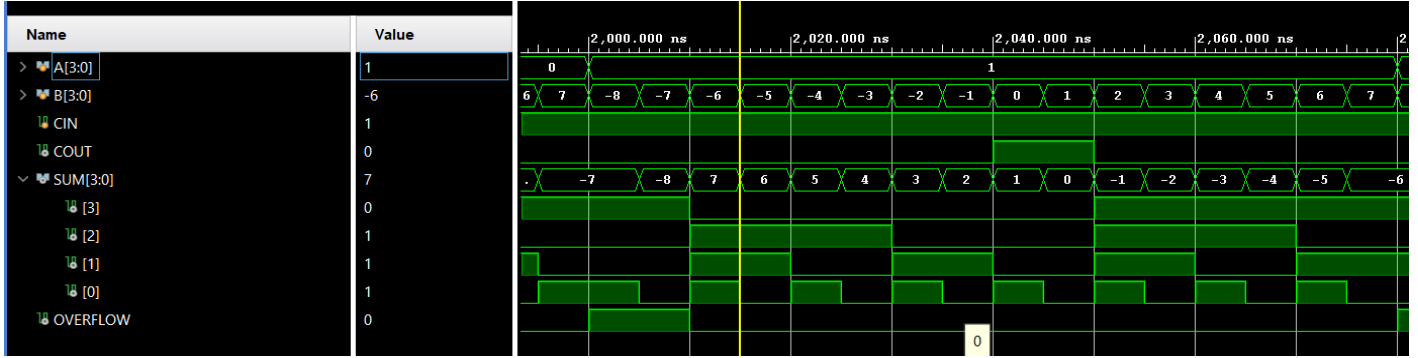 Name Value
2,000.000 ns 2,020.000 ns 2,040.000 ns 2,060.000 ns 2
A[3:0] 1 0 1
B[3:0] -6 6 7 -8 -7 -6 -5 -4 -3 -2 -1 0 1 2 3 4 5 6 7
CIN 1
COUT 0
SUM[3:0] 7 . -7 -8 7 6 5 4 3 2 1 0 -1 -2 -3 -4 -5 -6
[3] 0
[2] 1
[1] 1
[0] 1
OVERFLOW 0
0